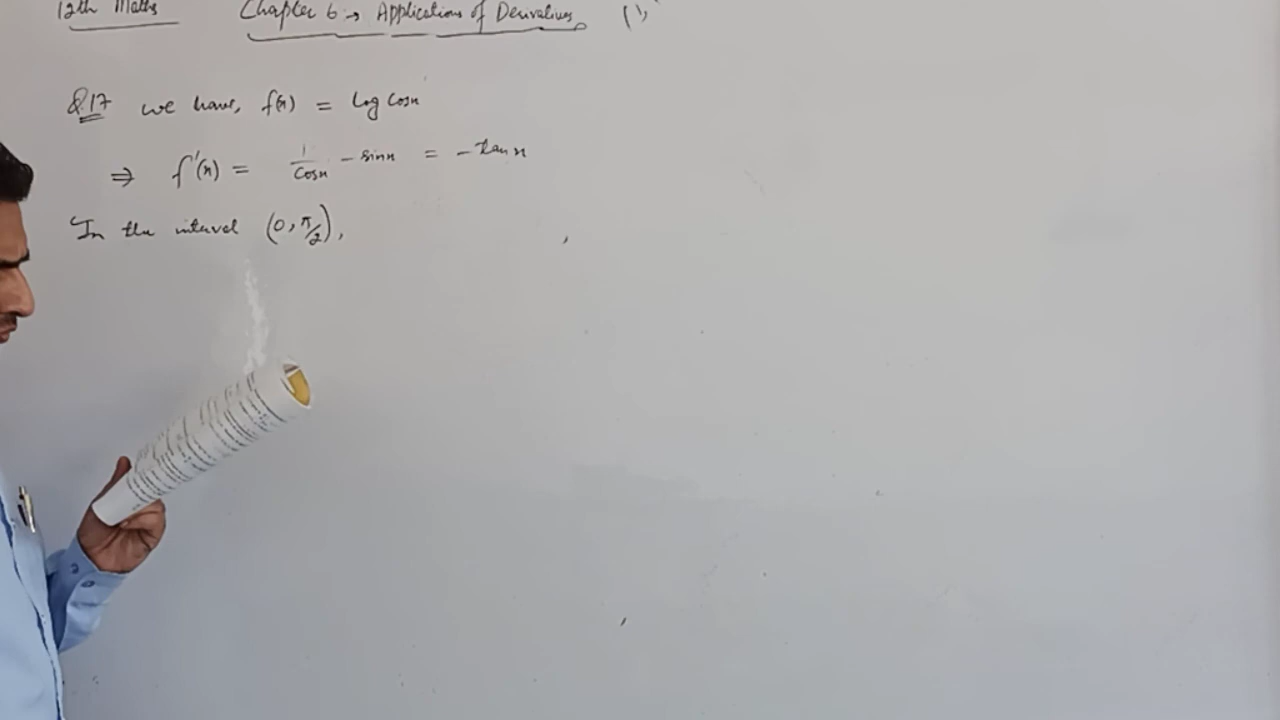 12th Maths Chapter 6 :→ Applications of Derivatives
Q17 we have, f(x) = log cosx
⇒ f'(x) = 1/cosx - sinx = -tanx
In the interval (0, π/2),